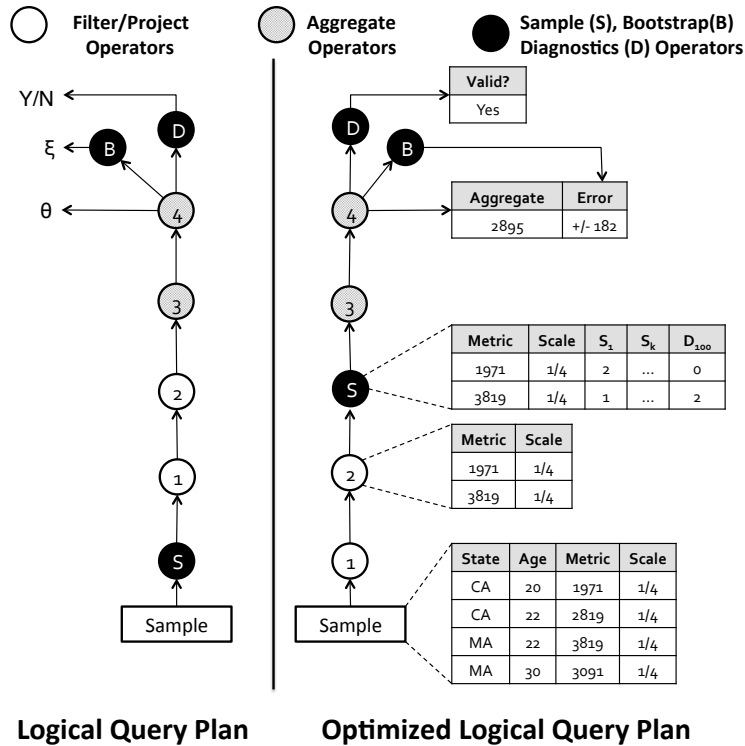 Filter/Project
Operators
Aggregate
Operators
Sample (S), Bootstrap(B)
Diagnostics (D) Operators
Y/N
ξ
θ
D
B
4
3
2
1
S
Sample
D
B
4
3
S
2
1
Sample
Valid?
Yes
Aggregate Error
2895 +/- 182
Metric Scale S₁ Sₖ D₁₀₀
1971 1/4 2 ... 0
3819 1/4 1 ... 2
Metric Scale
1971 1/4
3819 1/4
State Age Metric Scale
CA 20 1971 1/4
CA 22 2819 1/4
MA 22 3819 1/4
MA 30 3091 1/4
Logical Query Plan
Optimized Logical Query Plan